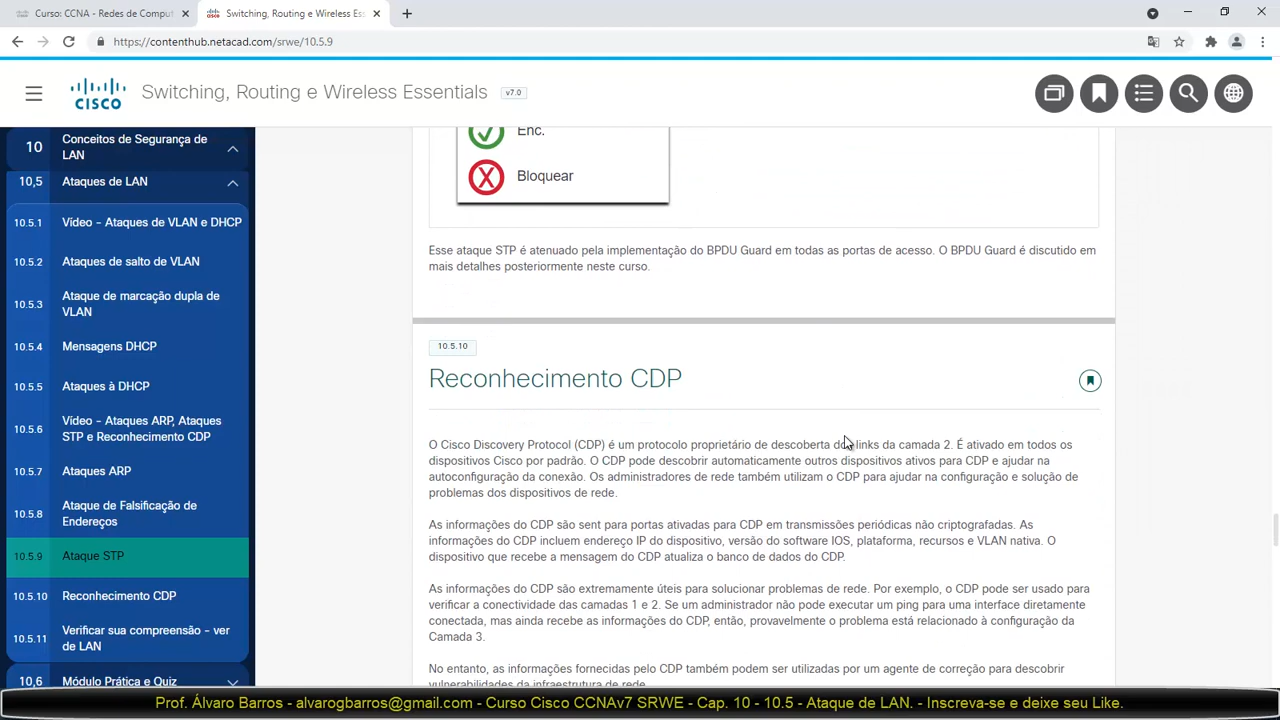 Curso: CCNA - Redes de Comput
Switching, Routing e Wireless Ess
https://contenthub.netacad.com/srwe/10.5.9
CISCO
Switching, Routing e Wireless Essentials
v7.0
10
Conceitos de Segurança de
LAN
10,5
Ataques de LAN
10.5.1
Vídeo – Ataques de VLAN e DHCP
10.5.2
Ataques de salto de VLAN
10.5.3
Ataque de marcação dupla de
VLAN
10.5.4
Mensagens DHCP
10.5.5
Ataques à DHCP
10.5.6
Vídeo – Ataques ARP, Ataques
STP e Reconhecimento CDP
10.5.7
Ataques ARP
10.5.8
Ataque de Falsificação de
Endereços
10.5.9
Ataque STP
10.5.10
Reconhecimento CDP
10.5.11
Verificar sua compreensão – ver
de LAN
10,6
Módulo Prática e Quiz
Enc.
Bloquear
Esse ataque STP é atenuado pela implementação do BPDU Guard em todas as portas de acesso. O BPDU Guard é discutido em
mais detalhes posteriormente neste curso.
10.5.10
Reconhecimento CDP
O Cisco Discovery Protocol (CDP) é um protocolo proprietário de descoberta de links da camada 2. É ativado em todos os
dispositivos Cisco por padrão. O CDP pode descobrir automaticamente outros dispositivos ativos para CDP e ajudar na
autoconfiguração da conexão. Os administradores de rede também utilizam o CDP para ajudar na configuração e solução de
problemas dos dispositivos de rede.
As informações do CDP são sent para portas ativadas para CDP em transmissões periódicas não criptografadas. As
informações do CDP incluem endereço IP do dispositivo, versão do software IOS, plataforma, recursos e VLAN nativa. O
dispositivo que recebe a mensagem do CDP atualiza o banco de dados do CDP.
As informações do CDP são extremamente úteis para solucionar problemas de rede. Por exemplo, o CDP pode ser usado para
verificar a conectividade das camadas 1 e 2. Se um administrador não pode executar um ping para uma interface diretamente
conectada, mas ainda recebe as informações do CDP, então, provavelmente o problema está relacionado à configuração da
Camada 3.
No entanto, as informações fornecidas pelo CDP também podem ser utilizadas por um agente de correção para descobrir
vulnerabilidades da infraestrutura de rede.
Prof. Álvaro Barros - alvarogbarros@gmail.com - Curso Cisco CCNAv7 SRWE - Cap. 10 - 10.5 - Ataque de LAN. - Inscreva-se e deixe seu Like.